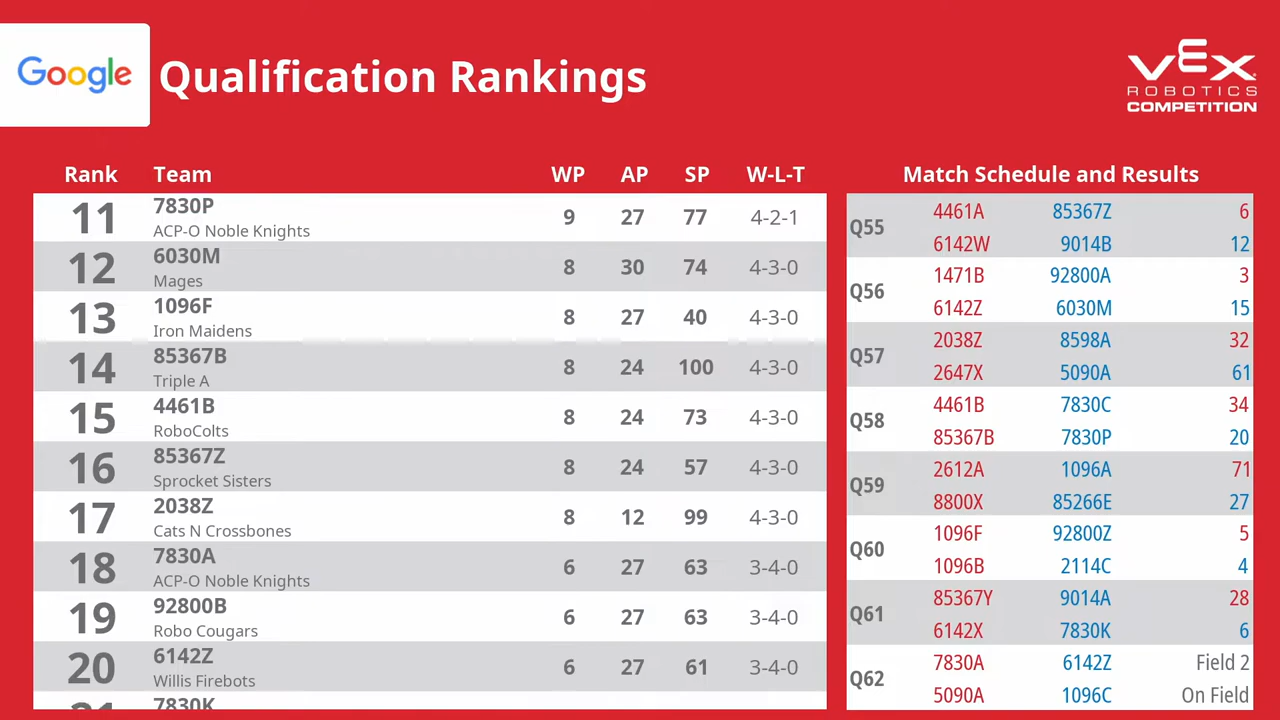 Google
Qualification Rankings
VEX
ROBOTICS
COMPETITION
Rank Team WP AP SP W-L-T
11 7830P 9 27 77 4-2-1
ACP-O Noble Knights
12 6030M 8 30 74 4-3-0
Mages
13 1096F 8 27 40 4-3-0
Iron Maidens
14 85367B 8 24 100 4-3-0
Triple A
15 4461B 8 24 73 4-3-0
RoboColts
16 85367Z 8 24 57 4-3-0
Sprocket Sisters
17 2038Z 8 12 99 4-3-0
Cats N Crossbones
18 7830A 6 27 63 3-4-0
ACP-O Noble Knights
19 92800B 6 27 63 3-4-0
Robo Cougars
20 6142Z 6 27 61 3-4-0
Willis Firebots
21 7830K
Match Schedule and Results
Q55 4461A 85367Z 6
6142W 9014B 12
Q56 1471B 92800A 3
6142Z 6030M 15
Q57 2038Z 8598A 32
2647X 5090A 61
Q58 4461B 7830C 34
85367B 7830P 20
Q59 2612A 1096A 71
8800X 85266E 27
Q60 1096F 92800Z 5
1096B 2114C 4
Q61 85367Y 9014A 28
6142X 7830K 6
Q62 7830A 6142Z Field 2
5090A 1096C On Field